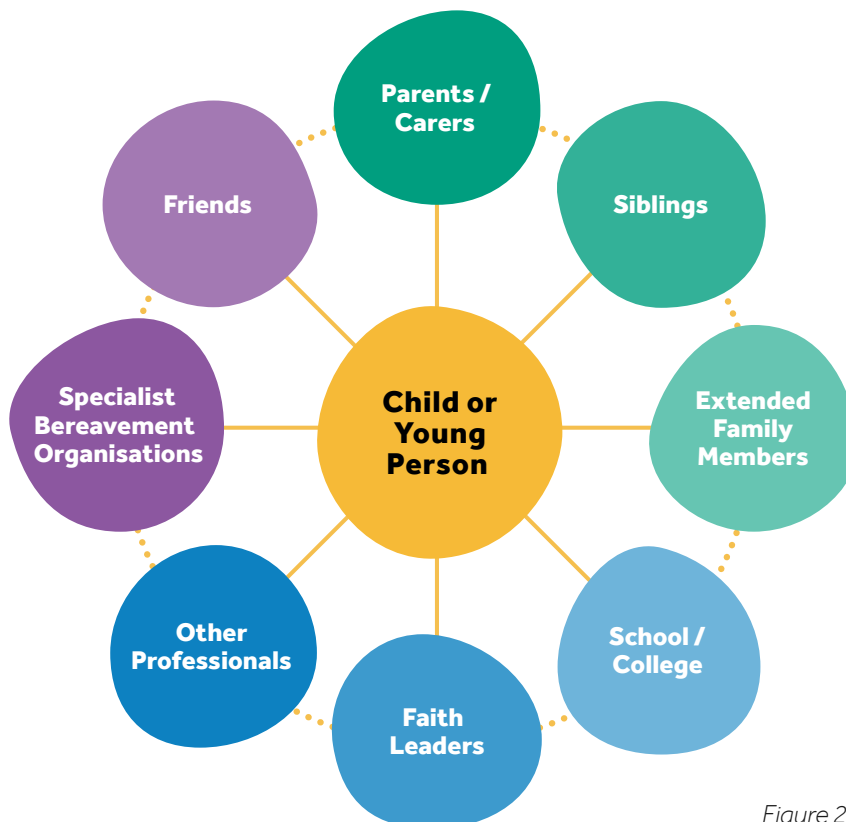 Parents /
Carers
Siblings
Extended
Family
Members
School /
College
Faith
Leaders
Other
Professionals
Specialist
Bereavement
Organisations
Friends
Child or
Young
Person
Figure 2